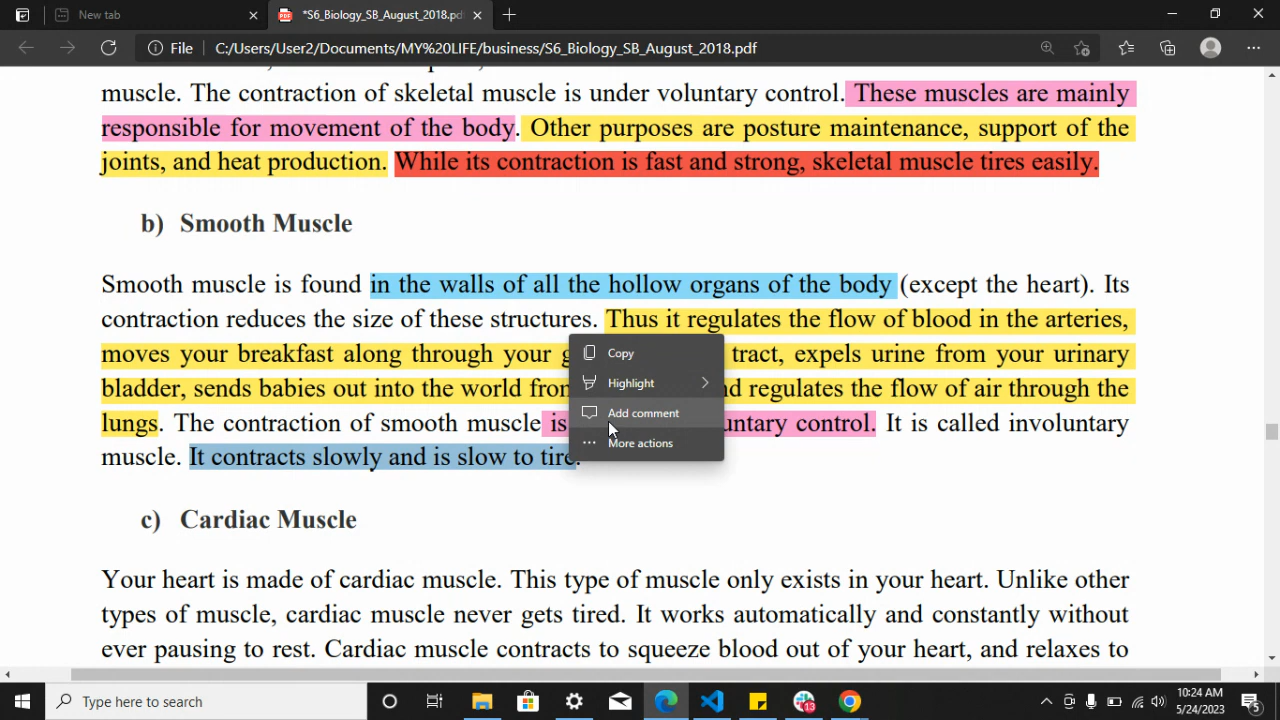 New tab
*S6_Biology_SB_August_2018.pd
File
C:/Users/User2/Documents/MY%20LIFE/business/S6_Biology_SB_August_2018.pdf
muscle. The contraction of skeletal muscle is under voluntary control. These muscles are mainly
responsible for movement of the body. Other purposes are posture maintenance, support of the
joints, and heat production. While its contraction is fast and strong, skeletal muscle tires easily.
b) Smooth Muscle
Smooth muscle is found in the walls of all the hollow organs of the body (except the heart). Its
contraction reduces the size of these structures. Thus it regulates the flow of blood in the arteries,
moves your breakfast along through your g tract, expels urine from your urinary
bladder, sends babies out into the world from nd regulates the flow of air through the
lungs. The contraction of smooth muscle is untary control. It is called involuntary
muscle. It contracts slowly and is slow to tire.
Copy
Highlight
Add comment
More actions
c) Cardiac Muscle
Your heart is made of cardiac muscle. This type of muscle only exists in your heart. Unlike other
types of muscle, cardiac muscle never gets tired. It works automatically and constantly without
ever pausing to rest. Cardiac muscle contracts to squeeze blood out of your heart, and relaxes to
Type here to search
13
10:24 AM
5/24/2023
5